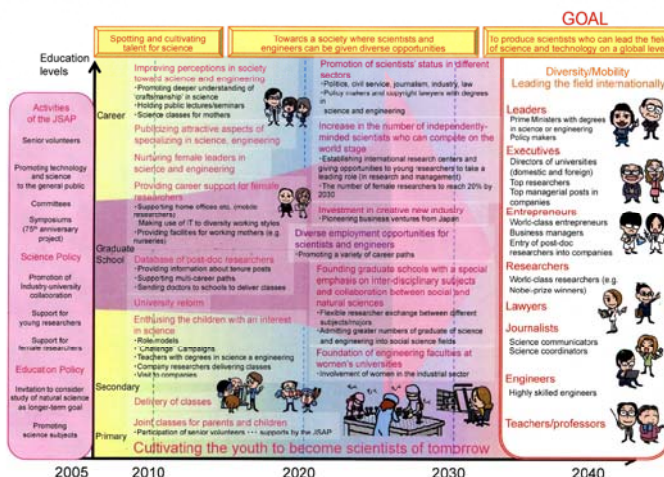 GOAL
Education
levels
Spotting and cultivating
talent for science
Towards a society where scientists and
engineers can be given diverse opportunities
To produce scientists who can lead the field
of science and technology on a global level
Activities
of the JSAP
Senior volunteers
Promoting technology
and science
to the general public
Committees
Symposiums
(75th anniversary
project)
Science Policy
Promotion of
Industry-university
collaboration
Support for
young researchers
Support for
female researchers
Education Policy
Invitation to consider
study of natural science
as longer-term goal
Promoting
science subjects
Career
Graduate
School
Secondary
Primary
Improving perceptions in society
toward science and engineering
•Promoting deeper understanding of
'craftmanship' in science
•Holding public lectures/seminars
•Science classes for mothers
Publicizing attractive aspects of
specializing in science, engineering
Nurturing female leaders in
science and engineering
Providing career support for female
researchers
•Supporting home offices etc. (mobile
researchers)
Making use of IT to diversity working styles
•Providing facilities for working mothers (e.g.
nurseries)
Database of post-doc researchers
•Providing information about tenure posts
•Supporting multi-career paths
•Sending doctors to schools to deliver classes
University reform
Enthusing the children with an interest
in science
•Role models
•"Challenge" Campaigns
•Teachers with degrees in science a engineering
•Company researchers delivering classes
•Visit to companies
Delivery of classes
Joint classes for parents and children
•Participation of senior volunteers ・・・ supports by the JSAP
Promotion of scientists' status in different
sectors
•Politics, civil service, journalism, industry, law
•Policy makers and copyright lawyers with degrees
in science and engineering
Increase in the number of independently-
minded scientists who can compete on the
world stage
•Establishing international research centers and
giving opportunities to young researchers to take a
leading role (in research and management)
•The number of female researchers to reach 20% by
2030
Investment in creative new industry
•Pioneering business ventures from Japan
Diverse employment opportunities for
scientists and engineers
•Promoting a variety of career paths
Founding graduate schools with a special
emphasis on inter-disciplinary subjects
and collaboration between social and
natural sciences
•Flexible researcher exchange between different
subjects/majors
•Admitting greater numbers of graduate of science
and engineering into social science fields
Foundation of engineering faculties at
women's universities
•Involvement of women in the industrial sector
Cultivating the youth to become scientists of tomorrow
Diversity/Mobility
Leading the field internationally
Leaders
Prime Ministers with degrees
in science or engineering
Policy makers
Executives
Directors of universities
(domestic and foreign)
Top researchers
Top managerial posts in
companies
Entrepreneurs
World-class entrepreneurs
Business managers
Entry of post-doc
researchers into companies
Researchers
World-class researchers (e.g.
Nobel-prize winners)
Lawyers
Journalists
Science communicators
Science coordinators
Engineers
Highly skilled engineers
Teachers/professors
2005
2010
2020
2030
2040